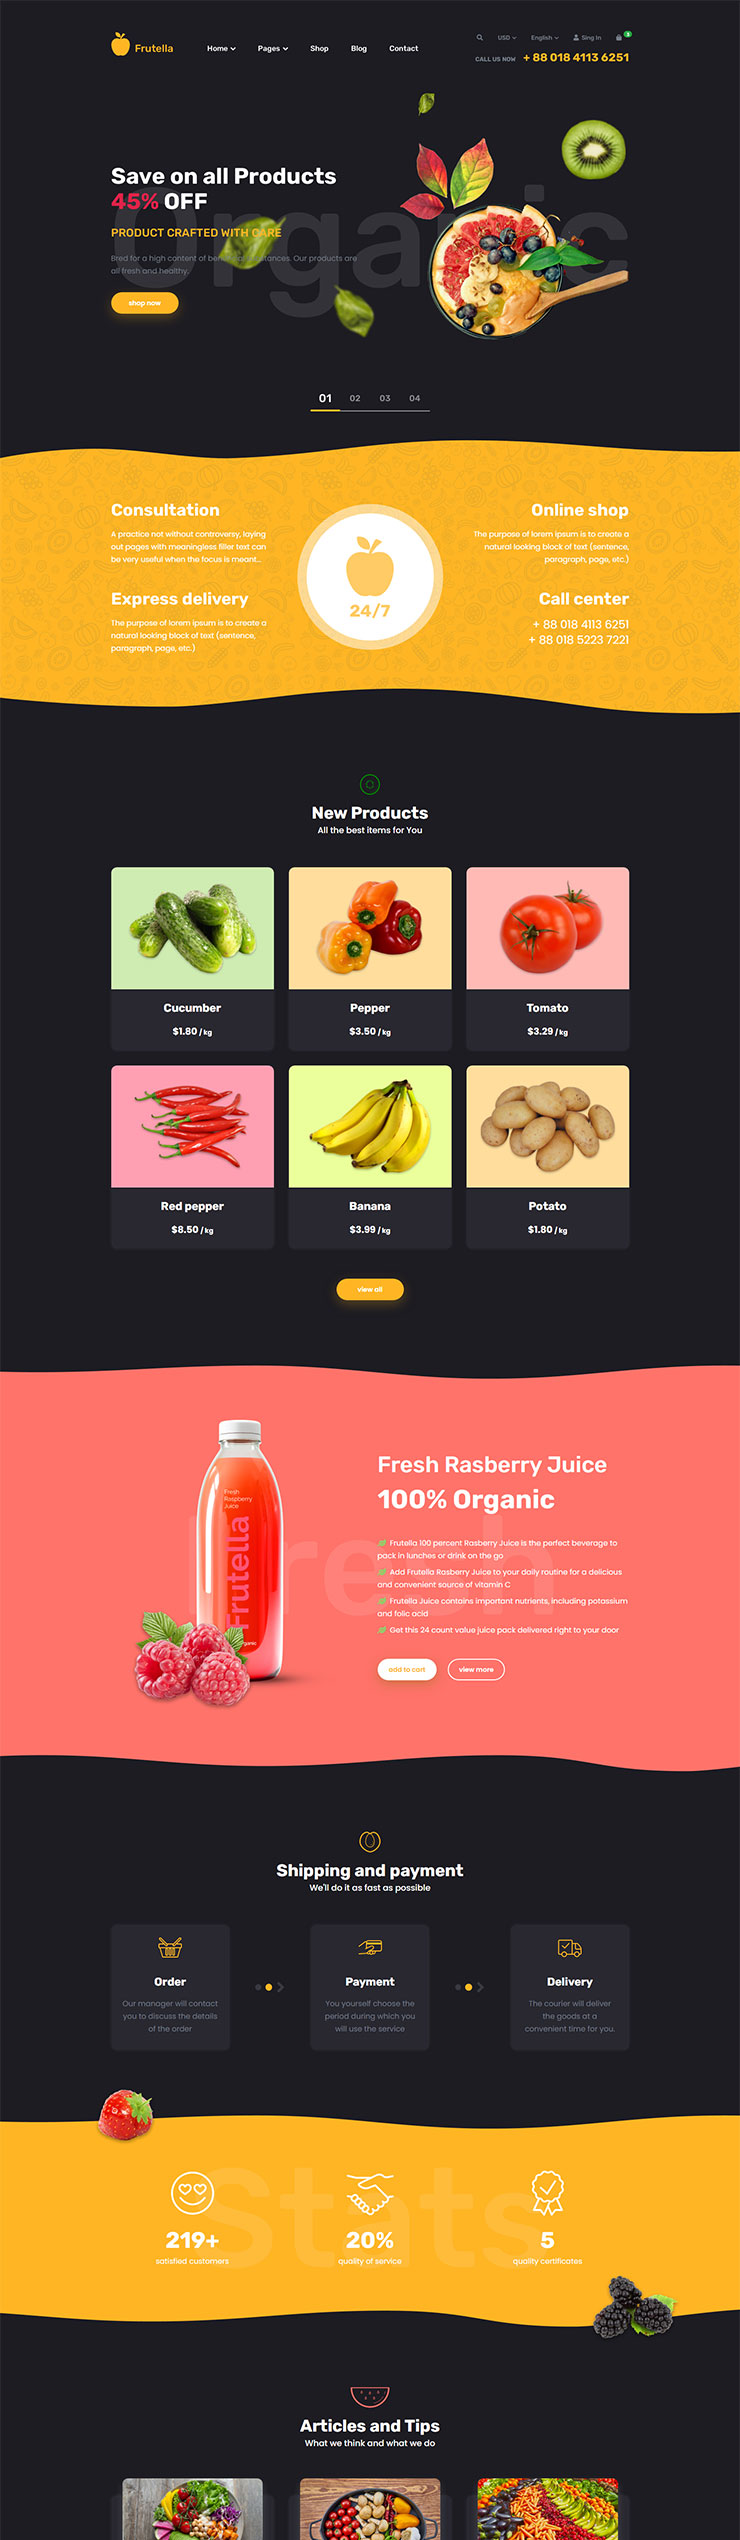 Frutella
Home
Pages
Shop
Blog
Contact
USD
English
Sing In
CALL US NOW + 88 018 4113 6251
Organic
Save on all Products
45% OFF
PRODUCT CRAFTED WITH CARE
Bred for a high content of beneficial substances. Our products are
all fresh and healthy.
shop now
01 02 03 04
Consultation
A practice not without controversy, laying
out pages with meaningless filler text can
be very useful when the focus is meant...
Express delivery
The purpose of lorem ipsum is to create a
natural looking block of text (sentence,
paragraph, page, etc.)
24/7
Online shop
The purpose of lorem ipsum is to create a
natural looking block of text (sentence,
paragraph, page, etc.)
Call center
+ 88 018 4113 6251
+ 88 018 5223 7221
New Products
All the best items for You
Cucumber
$1.80 / kg
Pepper
$3.50 / kg
Tomato
$3.29 / kg
Red pepper
$8.50 / kg
Banana
$3.99 / kg
Potato
$1.80 / kg
view all
Fresh
Fresh
Raspberry
Juice
Frutella
Organic
Fresh Rasberry Juice
100% Organic
Frutella 100 percent Rasberry Juice is the perfect beverage to
pack in lunches or drink on the go
Add Frutella Rasberry Juice to your daily routine for a delicious
and convenient source of vitamin C
Frutella Juice contains important nutrients, including potassium
and folic acid
Get this 24 count value juice pack delivered right to your door
add to cart
view more
Shipping and payment
We'll do it as fast as possible
Order
Our manager will contact
you to discuss the details
of the order
Payment
You yourself choose the
period during which you
will use the service
Delivery
The courier will deliver
the goods at a
convenient time for you.
Stats
219+
satisfied customers
20%
quality of service
5
quality certificates
Articles and Tips
What we think and what we do